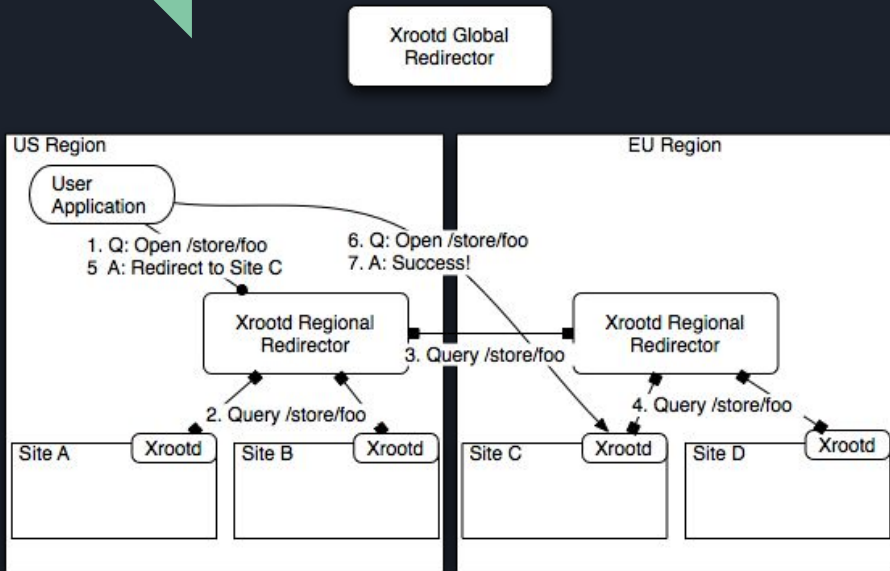 Xrootd Global
Redirector
US Region
EU Region
User
Application
1. Q: Open /store/foo
5 A: Redirect to Site C
6. Q: Open /store/foo
7. A: Success!
Xrootd Regional
Redirector
Xrootd Regional
Redirector
3. Query /store/foo
2. Query /store/foo
4. Query /store/foo
Site A
Xrootd
Site B
Xrootd
Site C
Xrootd
Site D
Xrootd